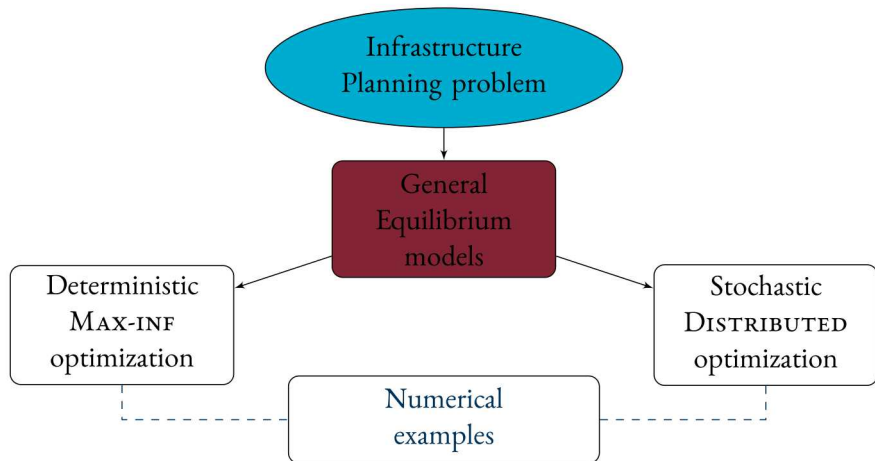 Infrastructure
Planning problem
General
Equilibrium
models
Deterministic
MAX-INF
optimization
Stochastic
DISTRIBUTED
optimization
Numerical
examples